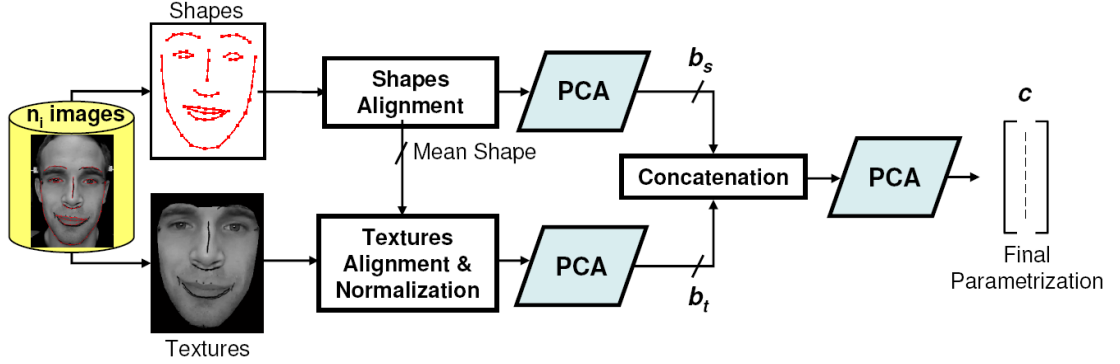 Shapes
n_i images
Shapes
Alignment
PCA
b_s
Mean Shape
Concatenation
PCA
c
Textures
Alignment &
Normalization
PCA
b_t
Final
Parametrization
Textures